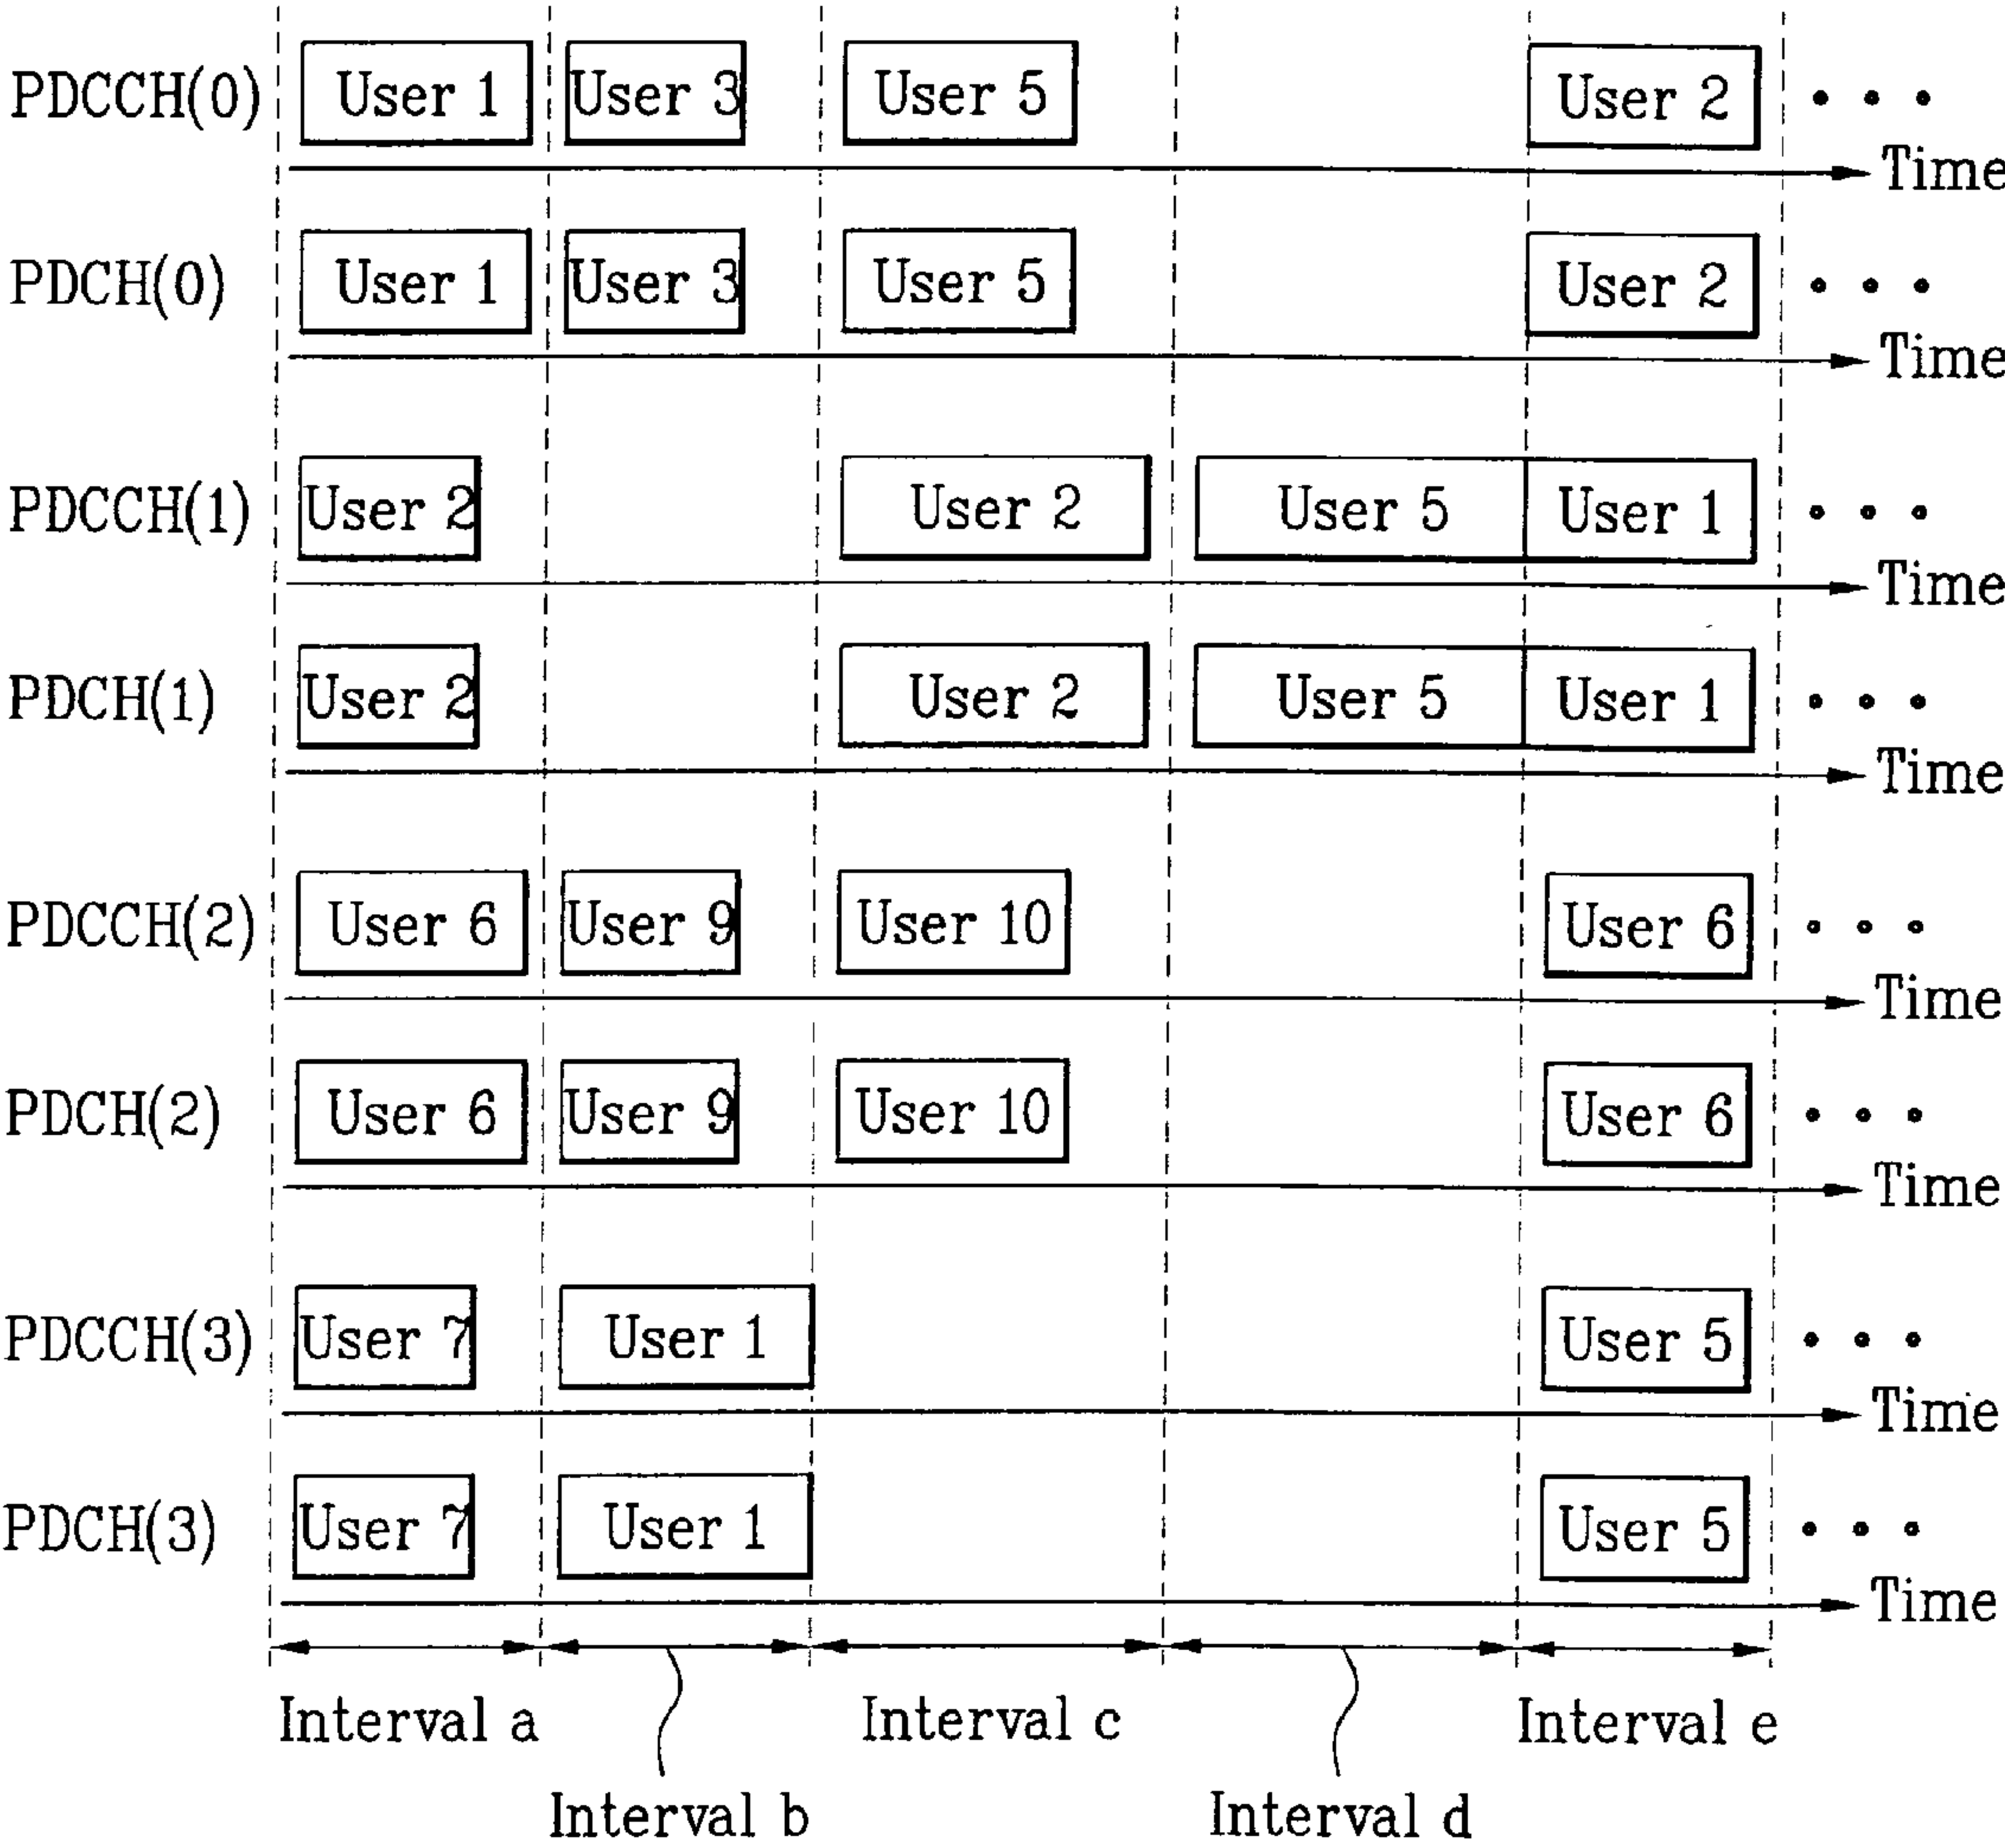 PDCCH(0) User 1 User 3 User 5 User 2 • • •
Time
PDCH(0) User 1 User 3 User 5 User 2 • • •
Time
PDCCH(1) User 2 User 2 User 5 User 1 • • •
Time
PDCH(1) User 2 User 2 User 5 User 1 • • •
Time
PDCCH(2) User 6 User 9 User 10 User 6 • • •
Time
PDCH(2) User 6 User 9 User 10 User 6 • • •
Time
PDCCH(3) User 7 User 1 User 5 • • •
Time
PDCH(3) User 7 User 1 User 5 • • •
Time
Interval a Interval c Interval e
Interval b Interval d